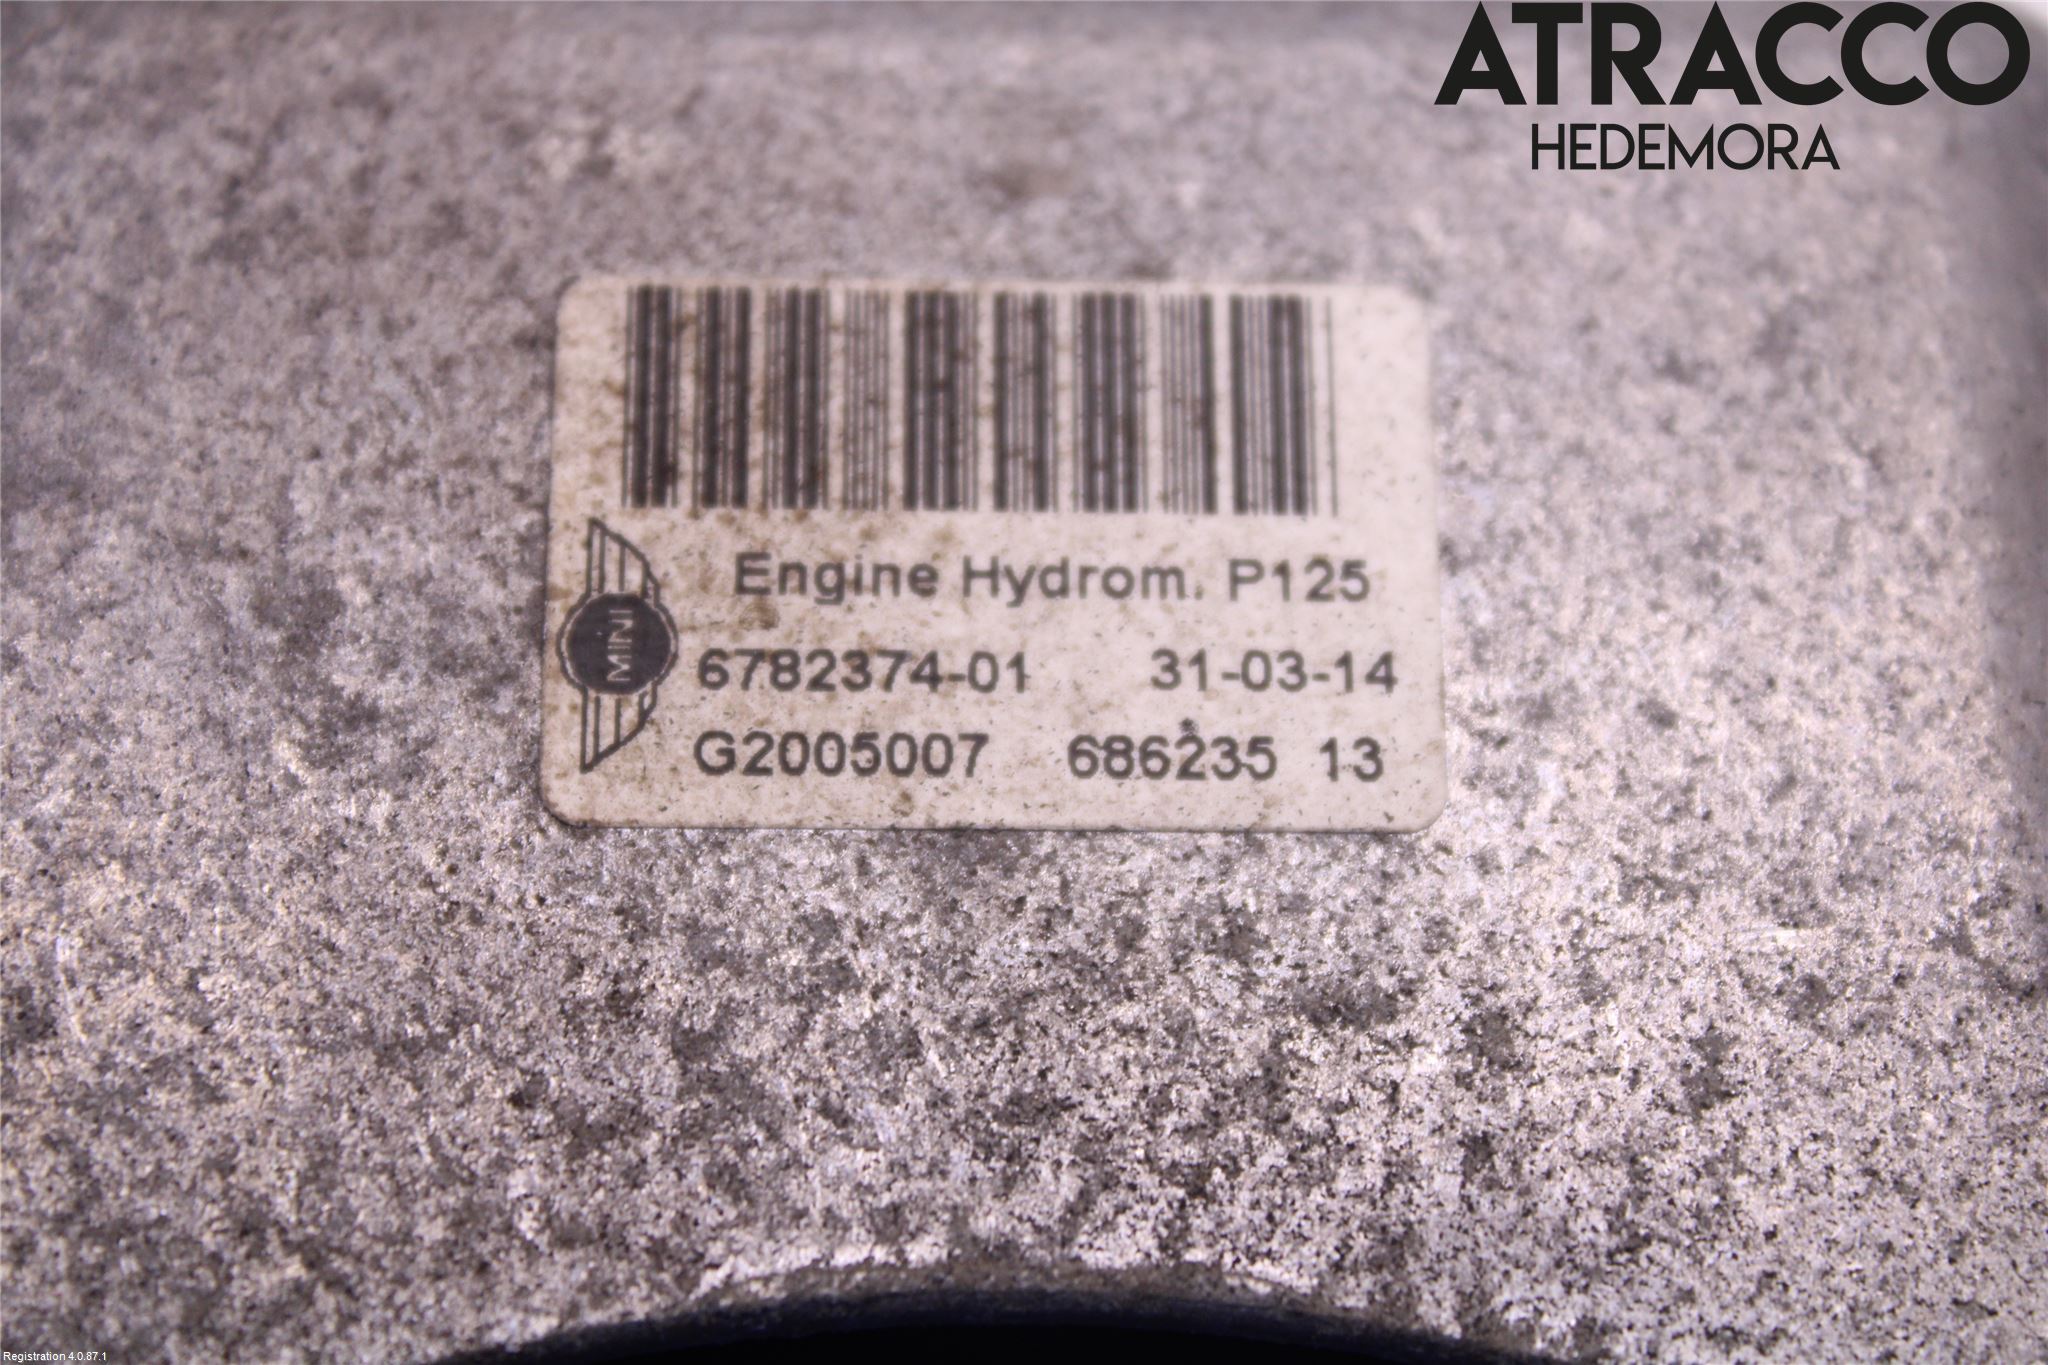 ATRACCO
HEDEMORA
Engine Hydrom. P125
MINI
6782374-01 31-03-14
G2005007 686235 13
Registration 4.0.87.1